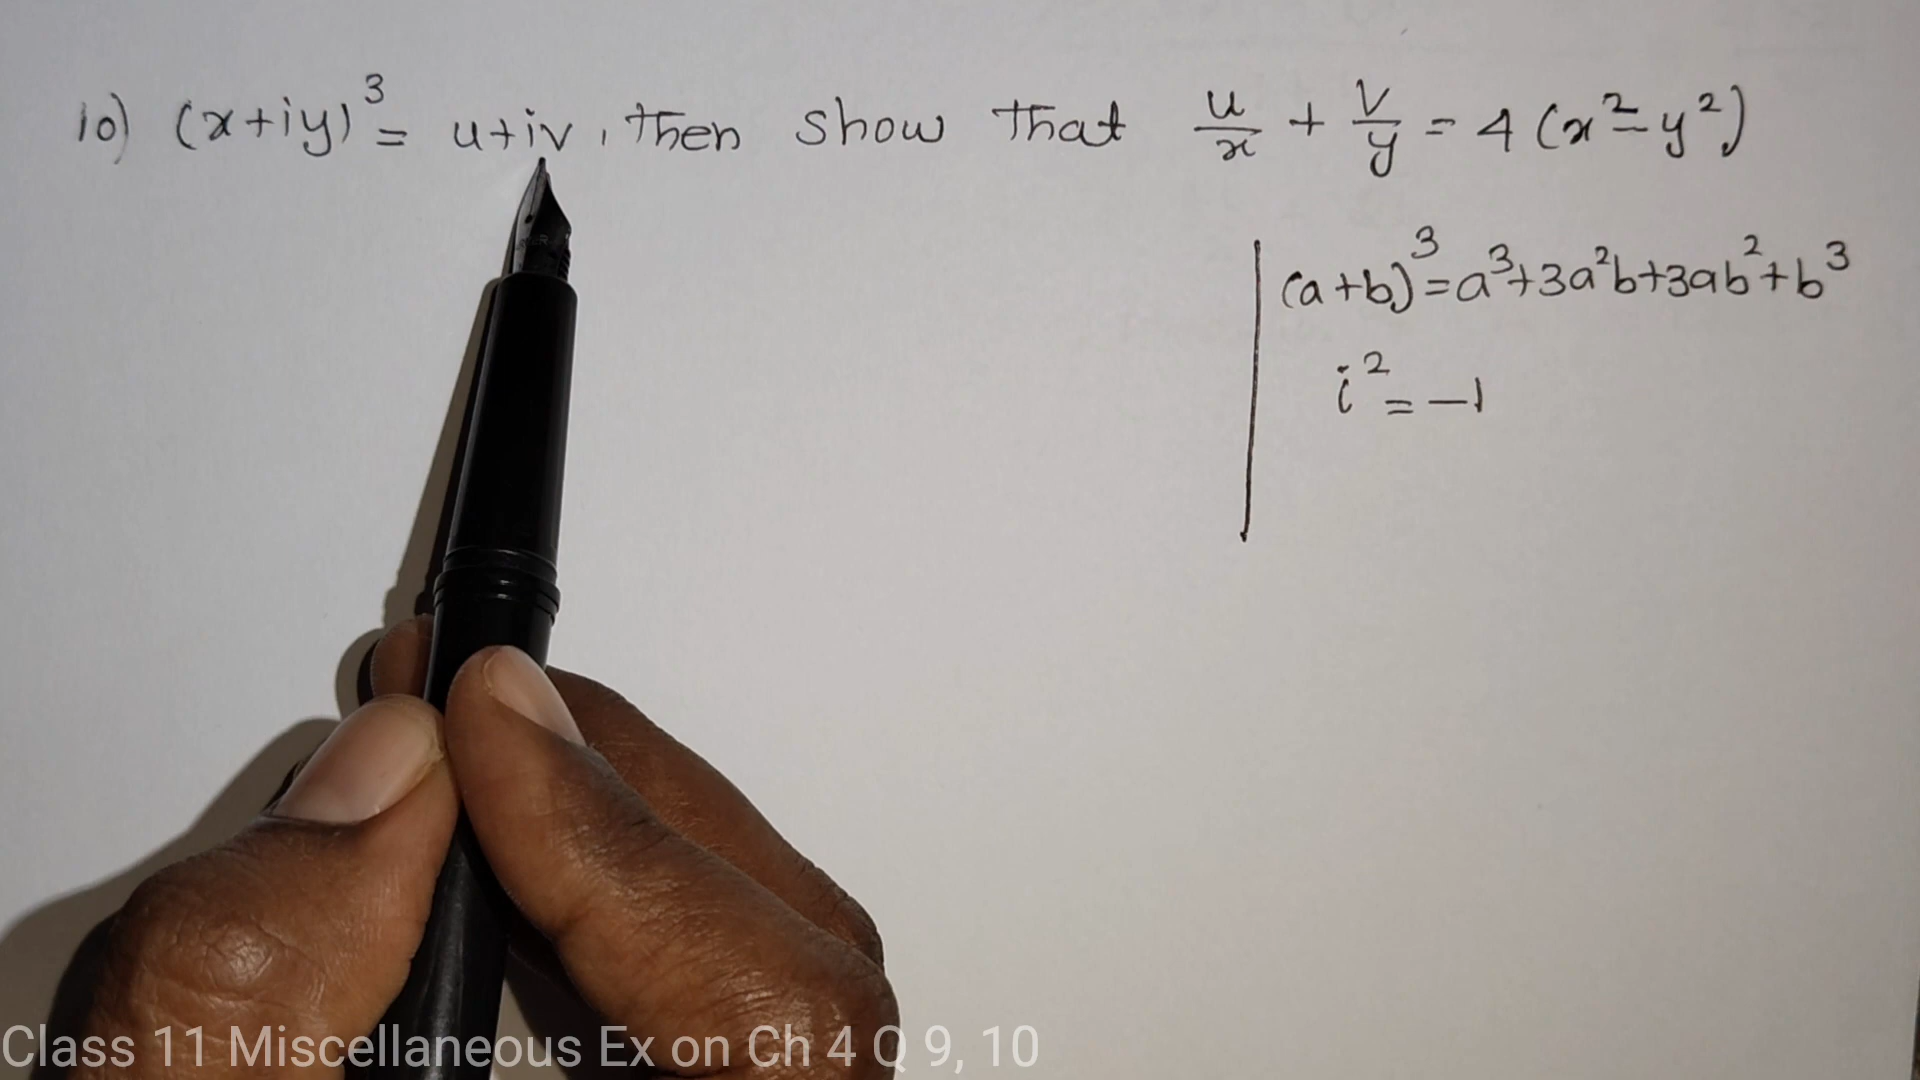 10) (x+iy)³ = u+iv, then show that u/x + v/y = 4(x²-y²)
(a+b)³=a³+3a²b+3ab²+b³
i²=-1
Class 11 Miscellaneous Ex on Ch 4 Q 9, 10